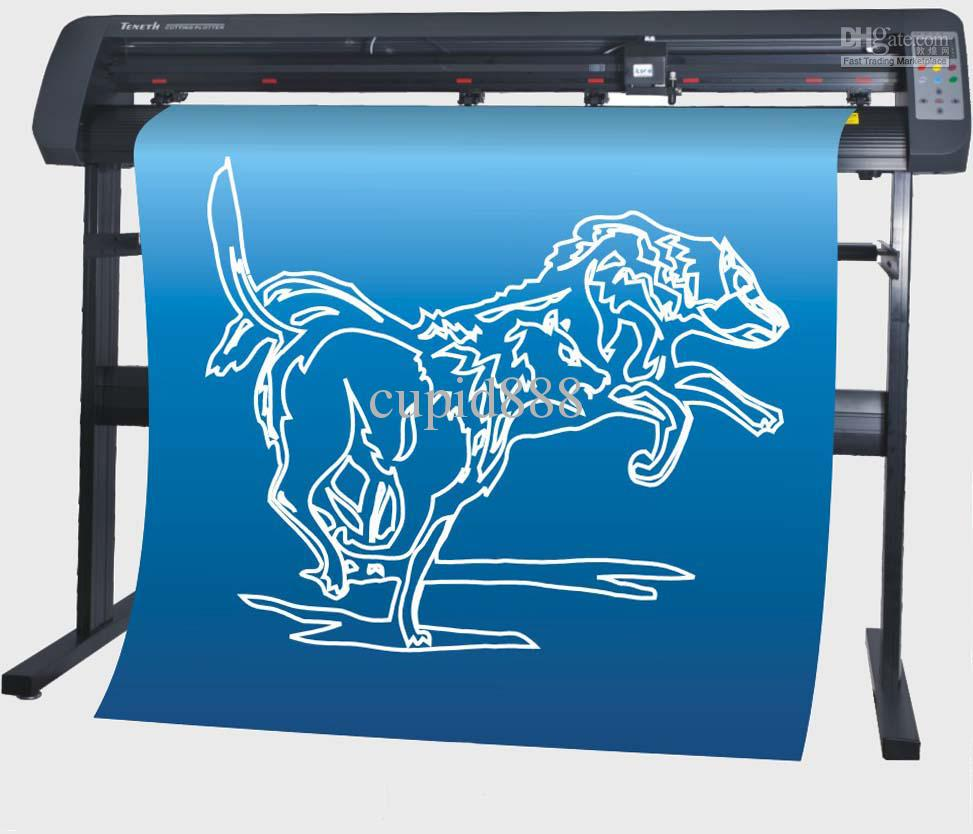 TENETH CUTTING PLOTTER
DHgate.com
敦煌网
Fast Trading Marketplace
cupid888